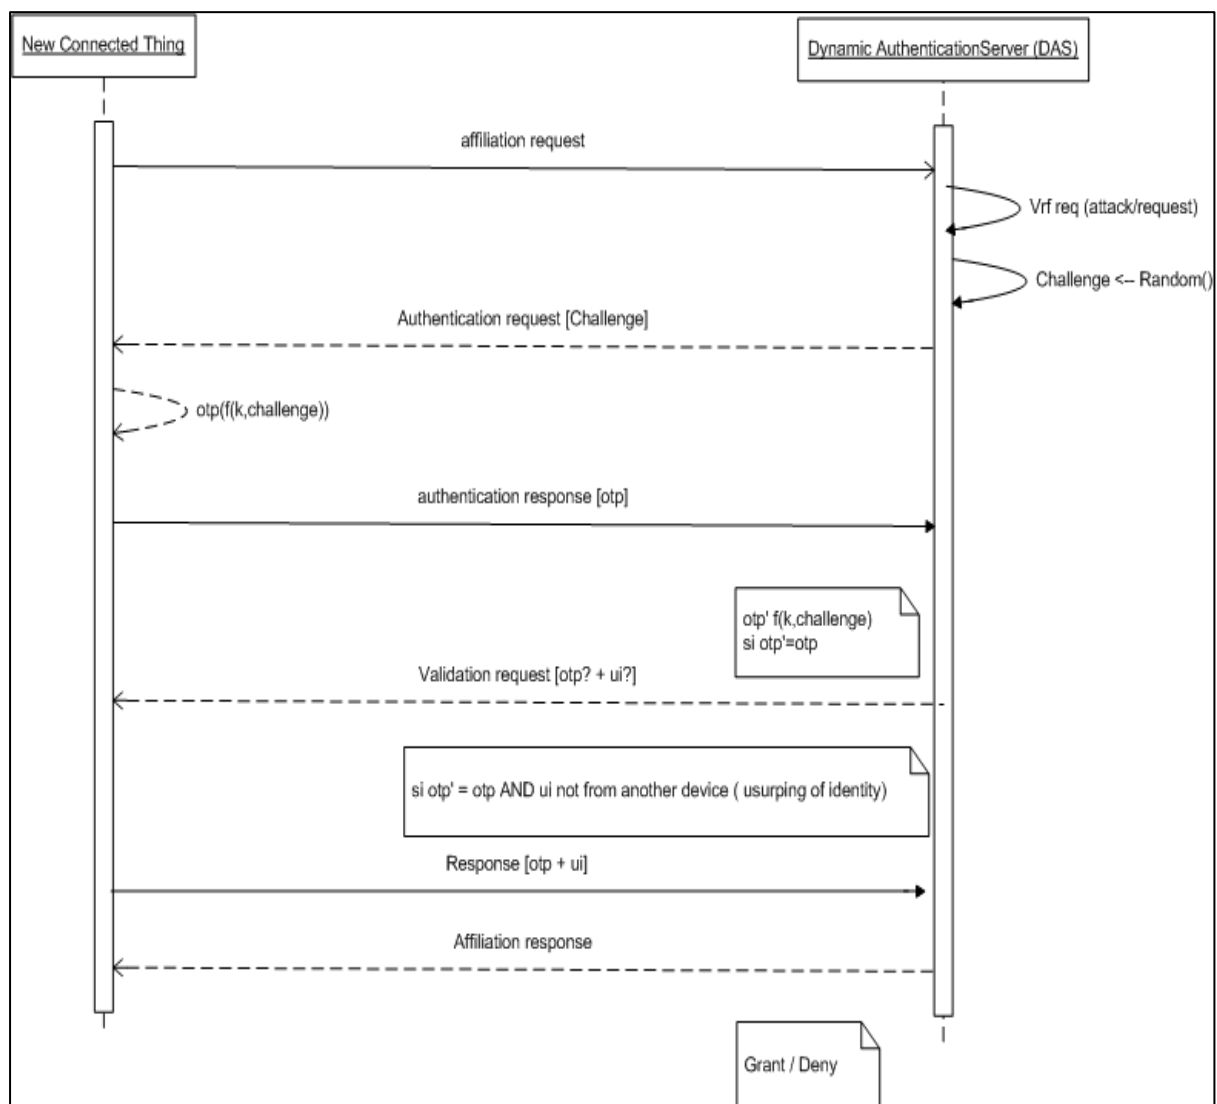 New Connected Thing
Dynamic AuthenticationServer (DAS)
affiliation request
Vrf req (attack/request)
Challenge <-- Random()
Authentication request [Challenge]
otp(f(k,challenge))
authentication response [otp]
otp' f(k,challenge)
si otp'=otp
Validation request [otp? + ui?]
si otp' = otp AND ui not from another device ( usurping of identity)
Response [otp + ui]
Affiliation response
Grant / Deny